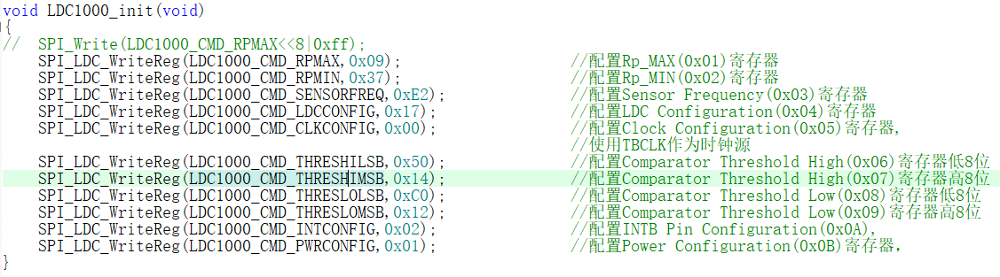 void LDC1000_init(void)
{
//  SPI_Write(LDC1000_CMD_RPMAX<<8|0xff);
    SPI_LDC_WriteReg(LDC1000_CMD_RPMAX,0x09);                   //配置Rp_MAX(0x01)寄存器
    SPI_LDC_WriteReg(LDC1000_CMD_RPMIN,0x37);                   //配置Rp_MIN(0x02)寄存器
    SPI_LDC_WriteReg(LDC1000_CMD_SENSORFREQ,0xE2);              //配置Sensor Frequency(0x03)寄存器
    SPI_LDC_WriteReg(LDC1000_CMD_LDCCONFIG,0x17);               //配置LDC Configuration(0x04)寄存器
    SPI_LDC_WriteReg(LDC1000_CMD_CLKCONFIG,0x00);               //配置Clock Configuration(0x05)寄存器,
                                                                //使用TBCLK作为时钟源
    SPI_LDC_WriteReg(LDC1000_CMD_THRESHILSB,0x50);              //配置Comparator Threshold High(0x06)寄存器低8位
    SPI_LDC_WriteReg(LDC1000_CMD_THRESHIMSB,0x14);              //配置Comparator Threshold High(0x07)寄存器高8位
    SPI_LDC_WriteReg(LDC1000_CMD_THRESLOLSB,0xC0);              //配置Comparator Threshold Low(0x08)寄存器低8位
    SPI_LDC_WriteReg(LDC1000_CMD_THRESLOMSB,0x12);              //配置Comparator Threshold Low(0x09)寄存器高8位
    SPI_LDC_WriteReg(LDC1000_CMD_INTCONFIG,0x02);               //配置INTB Pin Configuration(0x0A),
    SPI_LDC_WriteReg(LDC1000_CMD_PWRCONFIG,0x01);               //配置Power Configuration(0x0B)寄存器,
}